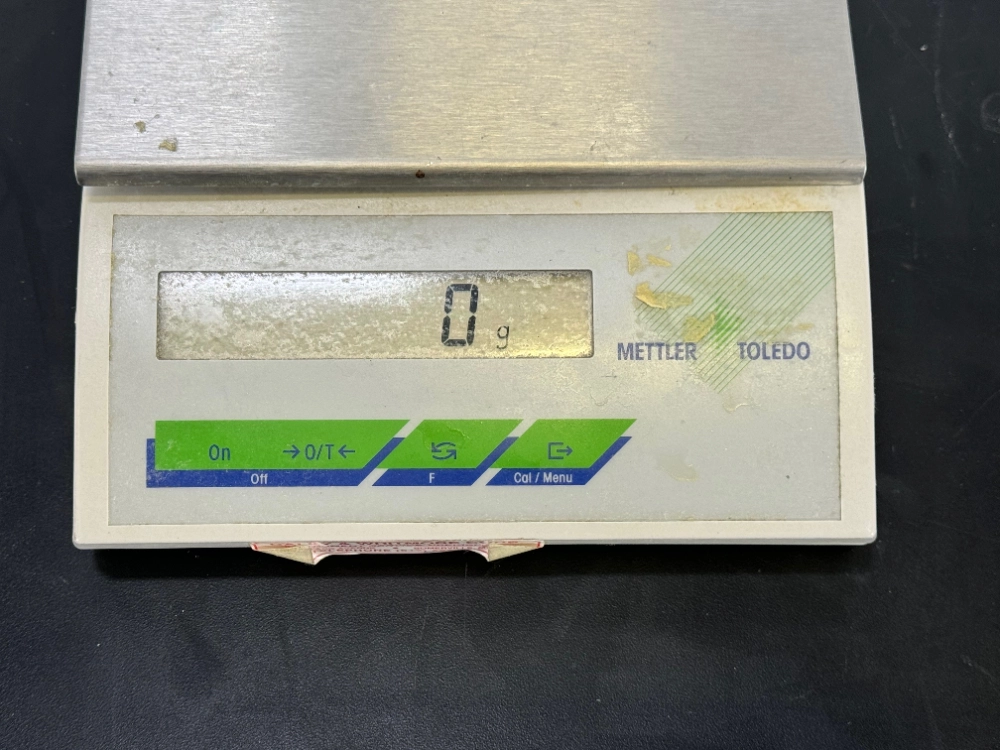 0 g
METTLER TOLEDO
On →0/T←
Off
F
Cal / Menu